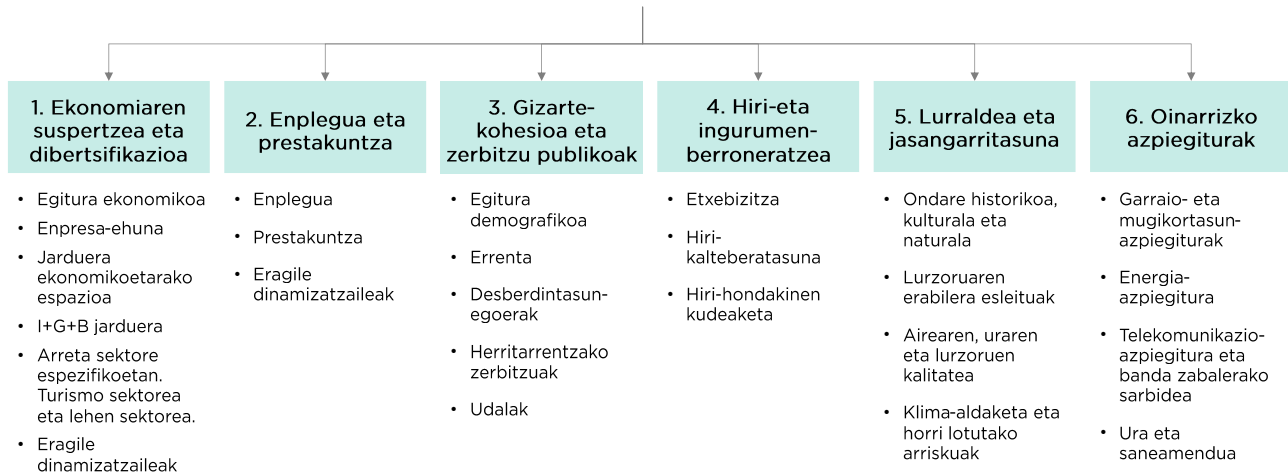 1. Ekonomiaren
suspertzea eta
dibertsifikazioa
• Egitura ekonomikoa
• Enpresa-ehuna
• Jarduera
ekonomikoetarako
espazioa
• I+G+B jarduera
• Arreta sektore
espezifikoetan.
Turismo sektorea
eta lehen sektorea.
• Eragile
dinamizatzaileak
2. Enplegua eta
prestakuntza
• Enplegua
• Prestakuntza
• Eragile
dinamizatzaileak
3. Gizarte-
kohesioa eta
zerbitzu publikoak
• Egitura
demografikoa
• Errenta
• Desberdintasun-
egoerak
• Herritarrentzako
zerbitzuak
• Udalak
4. Hiri-eta
ingurumen-
berroneratzea
• Etxebizitza
• Hiri-
kalteberatasuna
• Hiri-hondakinen
kudeaketa
5. Lurraldea eta
jasangarritasuna
• Ondare historikoa,
kulturala eta
naturala
• Lurzoruaren
erabilera esleituak
• Airearen, uraren
eta lurzoruen
kalitatea
• Klima-aldaketa eta
horri lotutako
arriskuak
6. Oinarrizko
azpiegiturak
• Garraio- eta
mugikortasun-
azpiegiturak
• Energia-
azpiegitura
• Telekomunikazio-
azpiegitura eta
banda zabalerako
sarbidea
• Ura eta
saneamendua